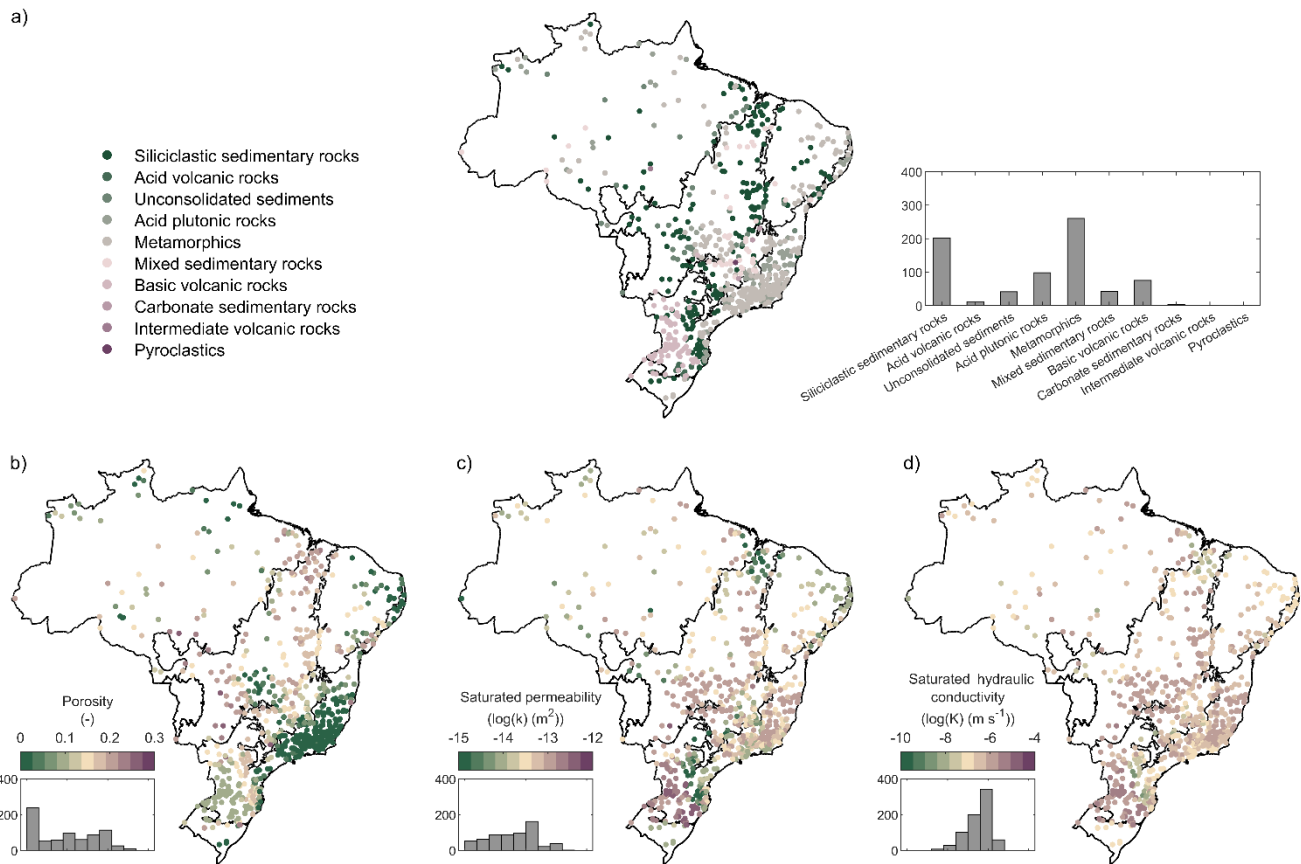 a)
Siliciclastic sedimentary rocks
Acid volcanic rocks
Unconsolidated sediments
Acid plutonic rocks
Metamorphics
Mixed sedimentary rocks
Basic volcanic rocks
Carbonate sedimentary rocks
Intermediate volcanic rocks
Pyroclastics
400
300
200
100
0
Siliciclastic sedimentary rocks
Acid volcanic rocks
Unconsolidated sediments
Acid plutonic rocks
Metamorphics
Mixed sedimentary rocks
Basic volcanic rocks
Carbonate sedimentary rocks
Intermediate volcanic rocks
Pyroclastics
b)
Porosity
(-)
0 0.1 0.2 0.3
400
200
0
c)
Saturated permeability
(log(k) (m²))
-15 -14 -13 -12
400
200
0
d)
Saturated hydraulic
conductivity
(log(K) (m s⁻¹))
-10 -8 -6 -4
400
200
0